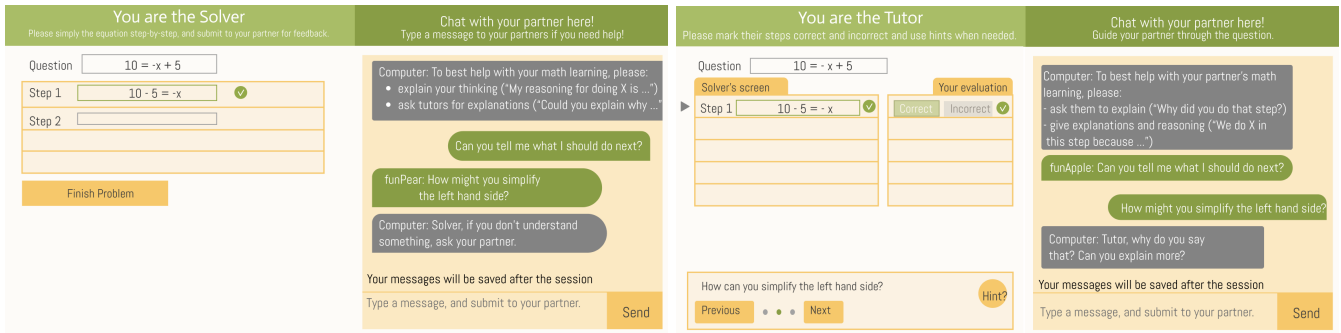 You are the Solver
Please simply the equation step-by-step, and submit to your partner for feedback.
Question
10 = -x + 5
Step 1
10 - 5 = -x
Step 2
Finish Problem
Chat with your partner here!
Type a message to your partners if you need help!
Computer: To best help with your math learning, please:
• explain your thinking ("My reasoning for doing X is ...")
• ask tutors for explanations ("Could you explain why ..."
Can you tell me what I should do next?
funPear: How might you simplify
the left hand side?
Computer: Solver, if you don't understand
something, ask your partner.
Your messages will be saved after the session
Type a message, and submit to your partner.
Send
You are the Tutor
Please mark their steps correct and incorrect and use hints when needed.
Question
10 = - x + 5
Solver's screen
Your evaluation
Step 1
10 - 5 = - x
Correct
Incorrect
How can you simplify the left hand side?
Hint?
Previous
Next
Chat with your partner here!
Guide your partner through the question.
Computer: To best help with your partner's math
learning, please:
- ask them to explain ("Why did you do that step?)
- give explanations and reasoning ("We do X in
this step because ...")
funApple: Can you tell me what I should do next?
How might you simplify the left hand side?
Computer: Tutor, why do you say
that? Can you explain more?
Your messages will be saved after the session
Type a message, and submit to your partner.
Send